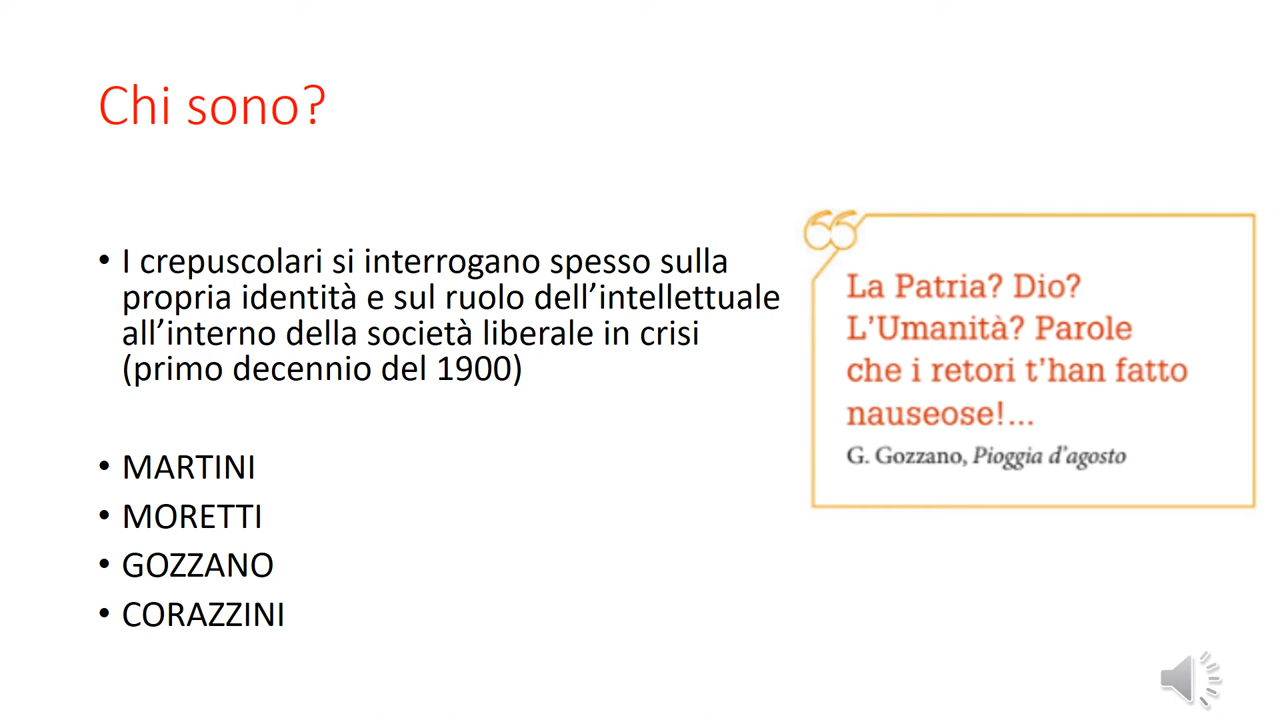 Chi sono?
• I crepuscolari si interrogano spesso sulla
propria identità e sul ruolo dell’intellettuale
all’interno della società liberale in crisi
(primo decennio del 1900)
• MARTINI
• MORETTI
• GOZZANO
• CORAZZINI
La Patria? Dio?
L’Umanità? Parole
che i retori t’han fatto
nauseose!...
G. Gozzano, Pioggia d’agosto